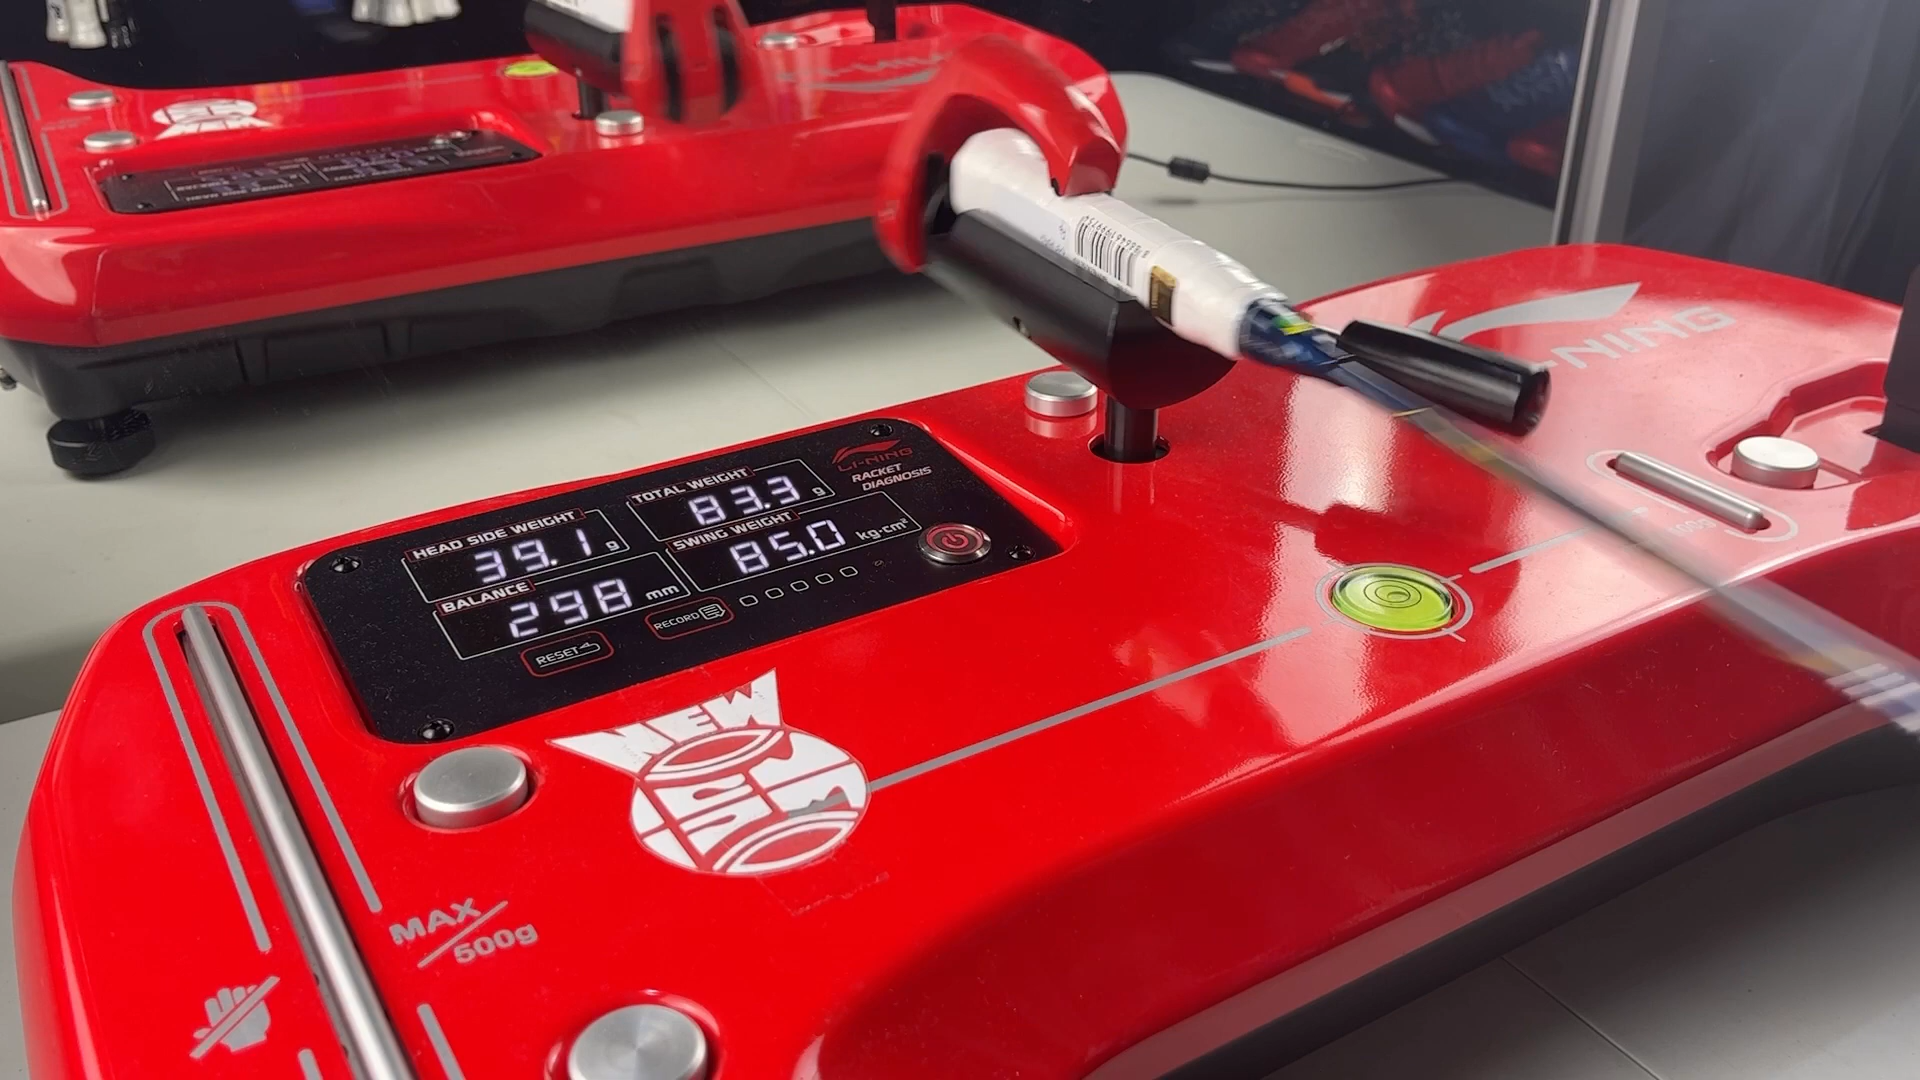 LI-NING
RACKET
DIAGNOSIS
HEAD SIDE WEIGHT
39.1 g
TOTAL WEIGHT
83.3 g
BALANCE
298 mm
SWING WEIGHT
85.0 kg·cm²
RESET
RECORD
NEW
MAX
500g
-NING